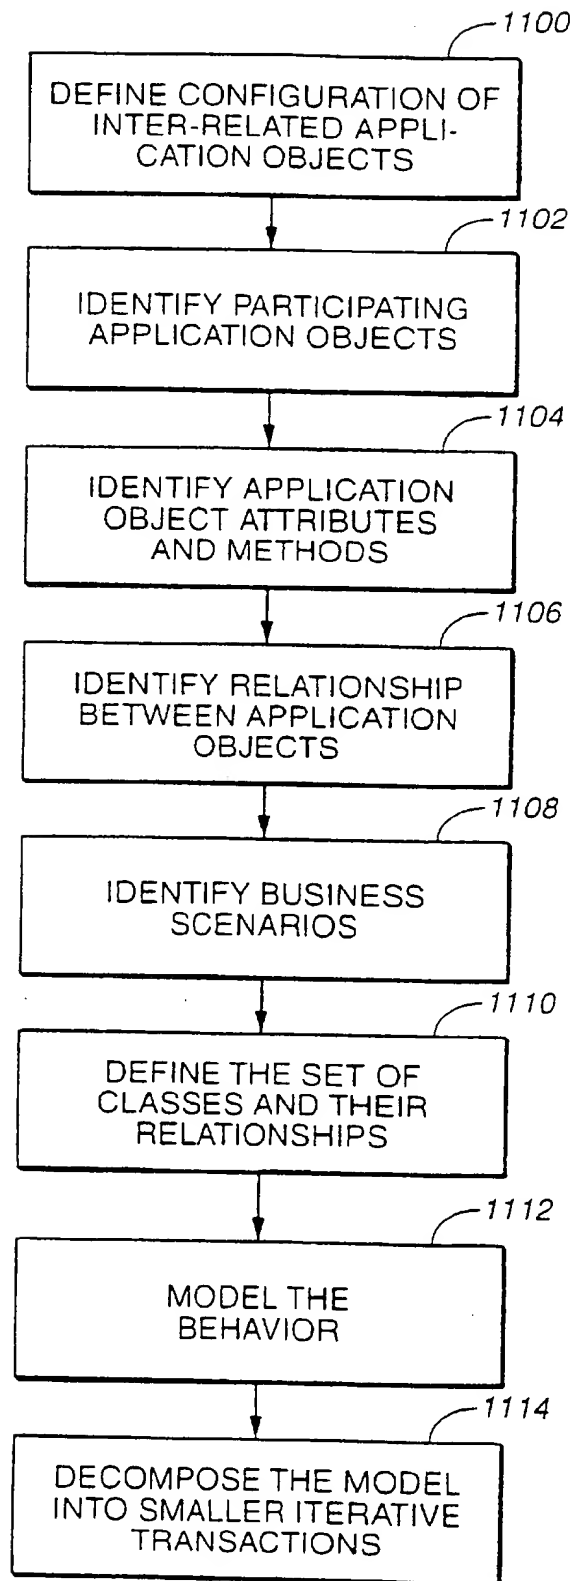 1100
DEFINE CONFIGURATION OF
INTER-RELATED APPLI-
CATION OBJECTS
1102
IDENTIFY PARTICIPATING
APPLICATION OBJECTS
1104
IDENTIFY APPLICATION
OBJECT ATTRIBUTES
AND METHODS
1106
IDENTIFY RELATIONSHIP
BETWEEN APPLICATION
OBJECTS
1108
IDENTIFY BUSINESS
SCENARIOS
1110
DEFINE THE SET OF
CLASSES AND THEIR
RELATIONSHIPS
1112
MODEL THE
BEHAVIOR
1114
DECOMPOSE THE MODEL
INTO SMALLER ITERATIVE
TRANSACTIONS